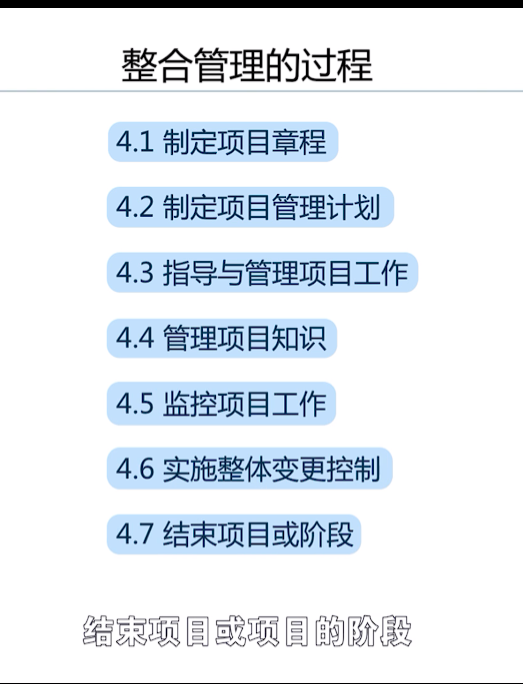 整合管理的过程
4.1 制定项目章程
4.2 制定项目管理计划
4.3 指导与管理项目工作
4.4 管理项目知识
4.5 监控项目工作
4.6 实施整体变更控制
4.7 结束项目或阶段
结束项目或项目的阶段